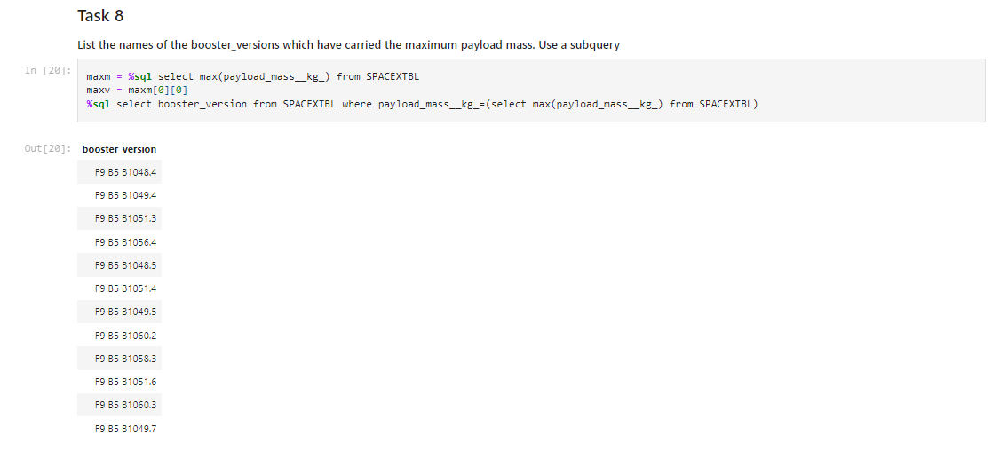 Task 8
List the names of the booster_versions which have carried the maximum payload mass. Use a subquery
In [20]:
maxm = %sql select max(payload_mass__kg_) from SPACEXTBL
maxv = maxm[0][0]
%sql select booster_version from SPACEXTBL where payload_mass__kg_=(select max(payload_mass__kg_) from SPACEXTBL)
Out[20]:
booster_version
F9 B5 B1048.4
F9 B5 B1049.4
F9 B5 B1051.3
F9 B5 B1056.4
F9 B5 B1048.5
F9 B5 B1051.4
F9 B5 B1049.5
F9 B5 B1060.2
F9 B5 B1058.3
F9 B5 B1051.6
F9 B5 B1060.3
F9 B5 B1049.7